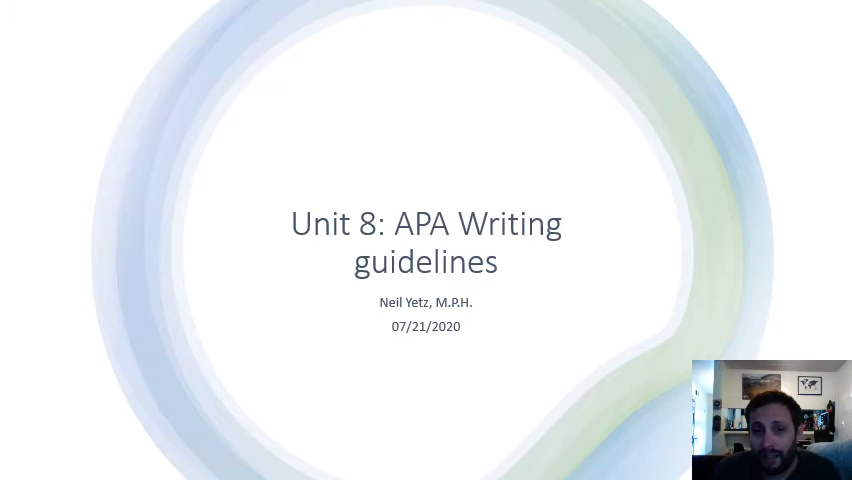 Unit 8: APA Writing
guidelines
Neil Yetz, M.P.H.
07/21/2020